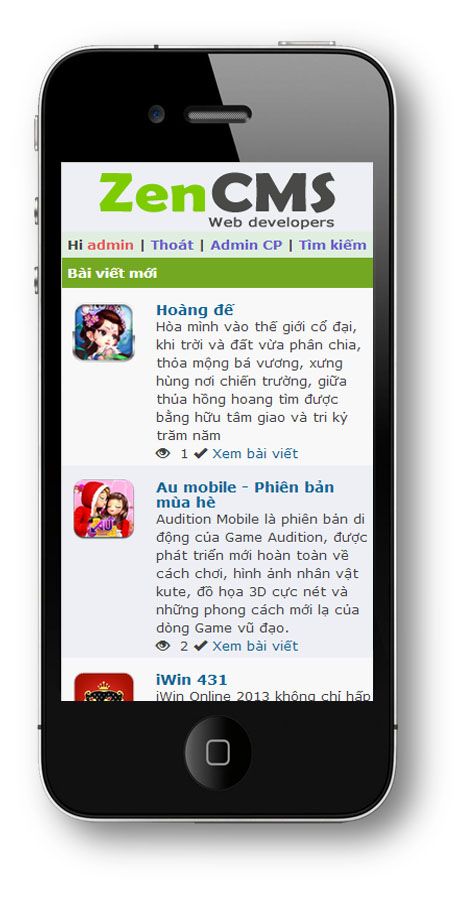 ZenCMS
Web developers
Hi admin | Thoát | Admin CP | Tìm kiếm
Bài viết mới
Hoàng đế
Hòa mình vào thế giới cổ đại,
khi trời và đất vừa phân chia,
thỏa mộng bá vương, xưng
hùng nơi chiến trường, giữa
thúa hồng hoang tìm được
bằng hữu tâm giao và tri kỷ
trăm năm
1 Xem bài viết
Au mobile - Phiên bản
mùa hè
Audition Mobile là phiên bản di
động của Game Audition, được
phát triển mới hoàn toàn về
cách chơi, hình ảnh nhân vật
kute, đồ họa 3D cực nét và
những phong cách mới lạ của
dòng Game vũ đạo.
2 Xem bài viết
iWin 431
iWin Online 2013 không chỉ hấp